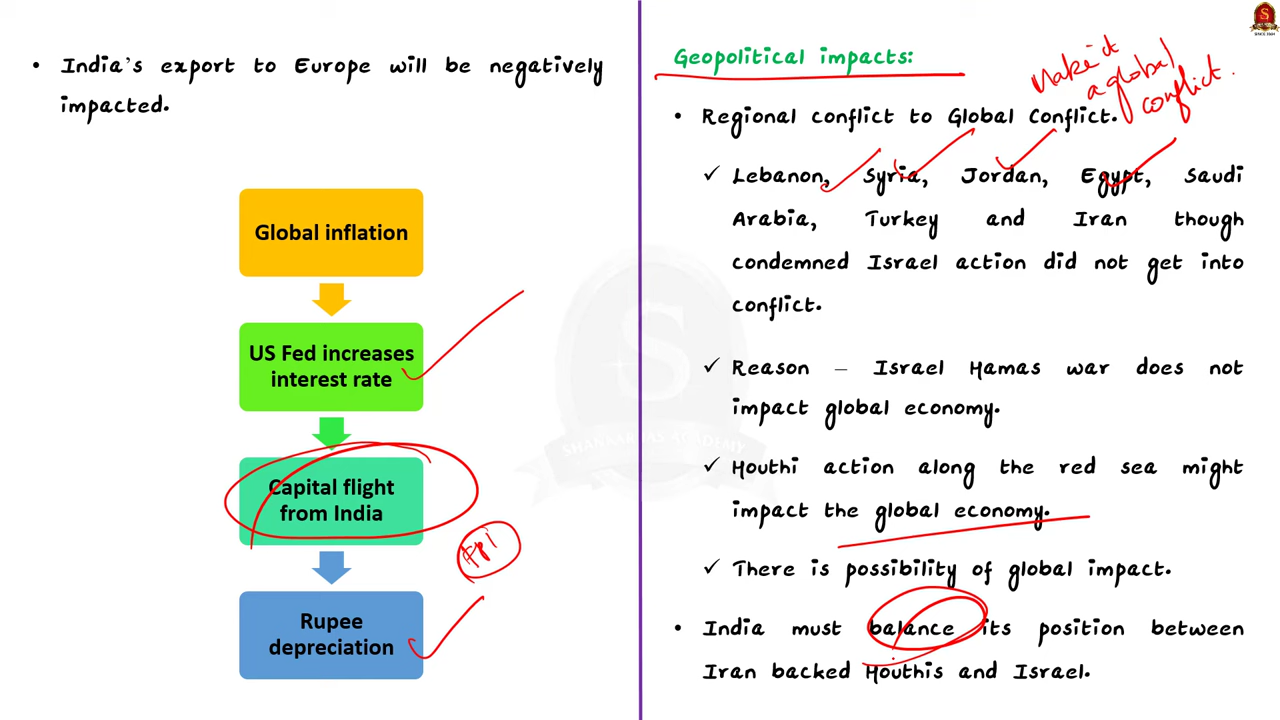 • India's export to Europe will be negatively
impacted.
Global inflation
US Fed increases
interest rate
Capital flight
from India
FPI
Rupee
depreciation
S
Geopolitical impacts:
Make it
a global
conflict.
• Regional conflict to Global Conflict.
✓ Lebanon, Syria, Jordan, Egypt, Saudi
Arabia, Turkey and Iran though
condemned Israel action did not get into
conflict.
✓ Reason – Israel Hamas war does not
impact global economy.
✓ Houthi action along the red sea might
impact the global economy.
✓ There is possibility of global impact.
• India must balance its position between
Iran backed Houthis and Israel.
S
SHANKAR IAS ACADEMY